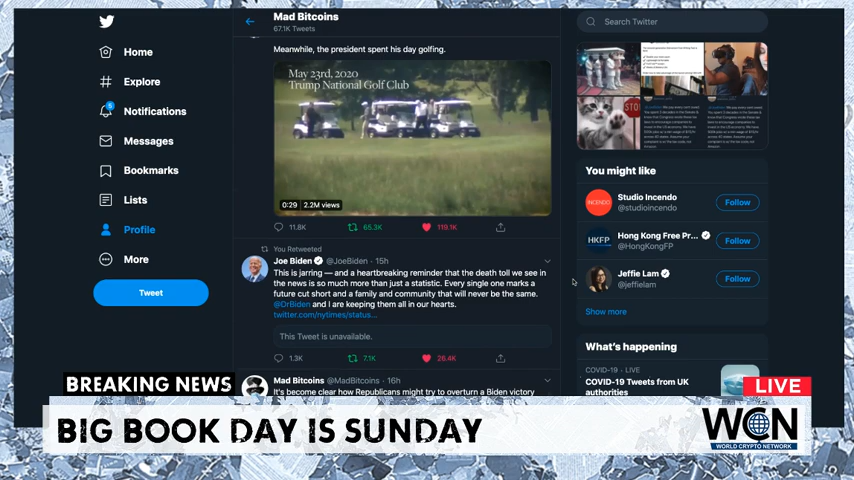 Mad Bitcoins
67.1K Tweets
Search Twitter
Home
Explore
5
Notifications
Messages
Bookmarks
Lists
Profile
More
Tweet
Meanwhile, the president spent his day golfing.
May 23rd, 2020
Trump National Golf Club
0:29 2.2M views
11.8K 65.3K 119.1K
You Retweeted
Joe Biden @JoeBiden · 15h
This is jarring — and a heartbreaking reminder that the death toll we see in
the news is so much more than just a statistic. Every single one marks a
future cut short and a family and community that will never be the same.
@DrBiden and I are keeping them all in our hearts.
twitter.com/nytimes/status...
This Tweet is unavailable.
1.3K 7.1K 26.4K
Mad Bitcoins @MadBitcoins · 16h
It's become clear how Republicans might try to overturn a Biden victory
STO
You might like
INCENDO
Studio Incendo
@studioincendo
Follow
HKFP
Hong Kong Free Pr...
@HongKongFP
Follow
Jeffie Lam
@jeffielam
Follow
Show more
What's happening
COVID-19 · LIVE
COVID-19 Tweets from UK
authorities
BREAKING NEWS
LIVE
BIG BOOK DAY IS SUNDAY
WCN
WORLD CRYPTO NETWORK